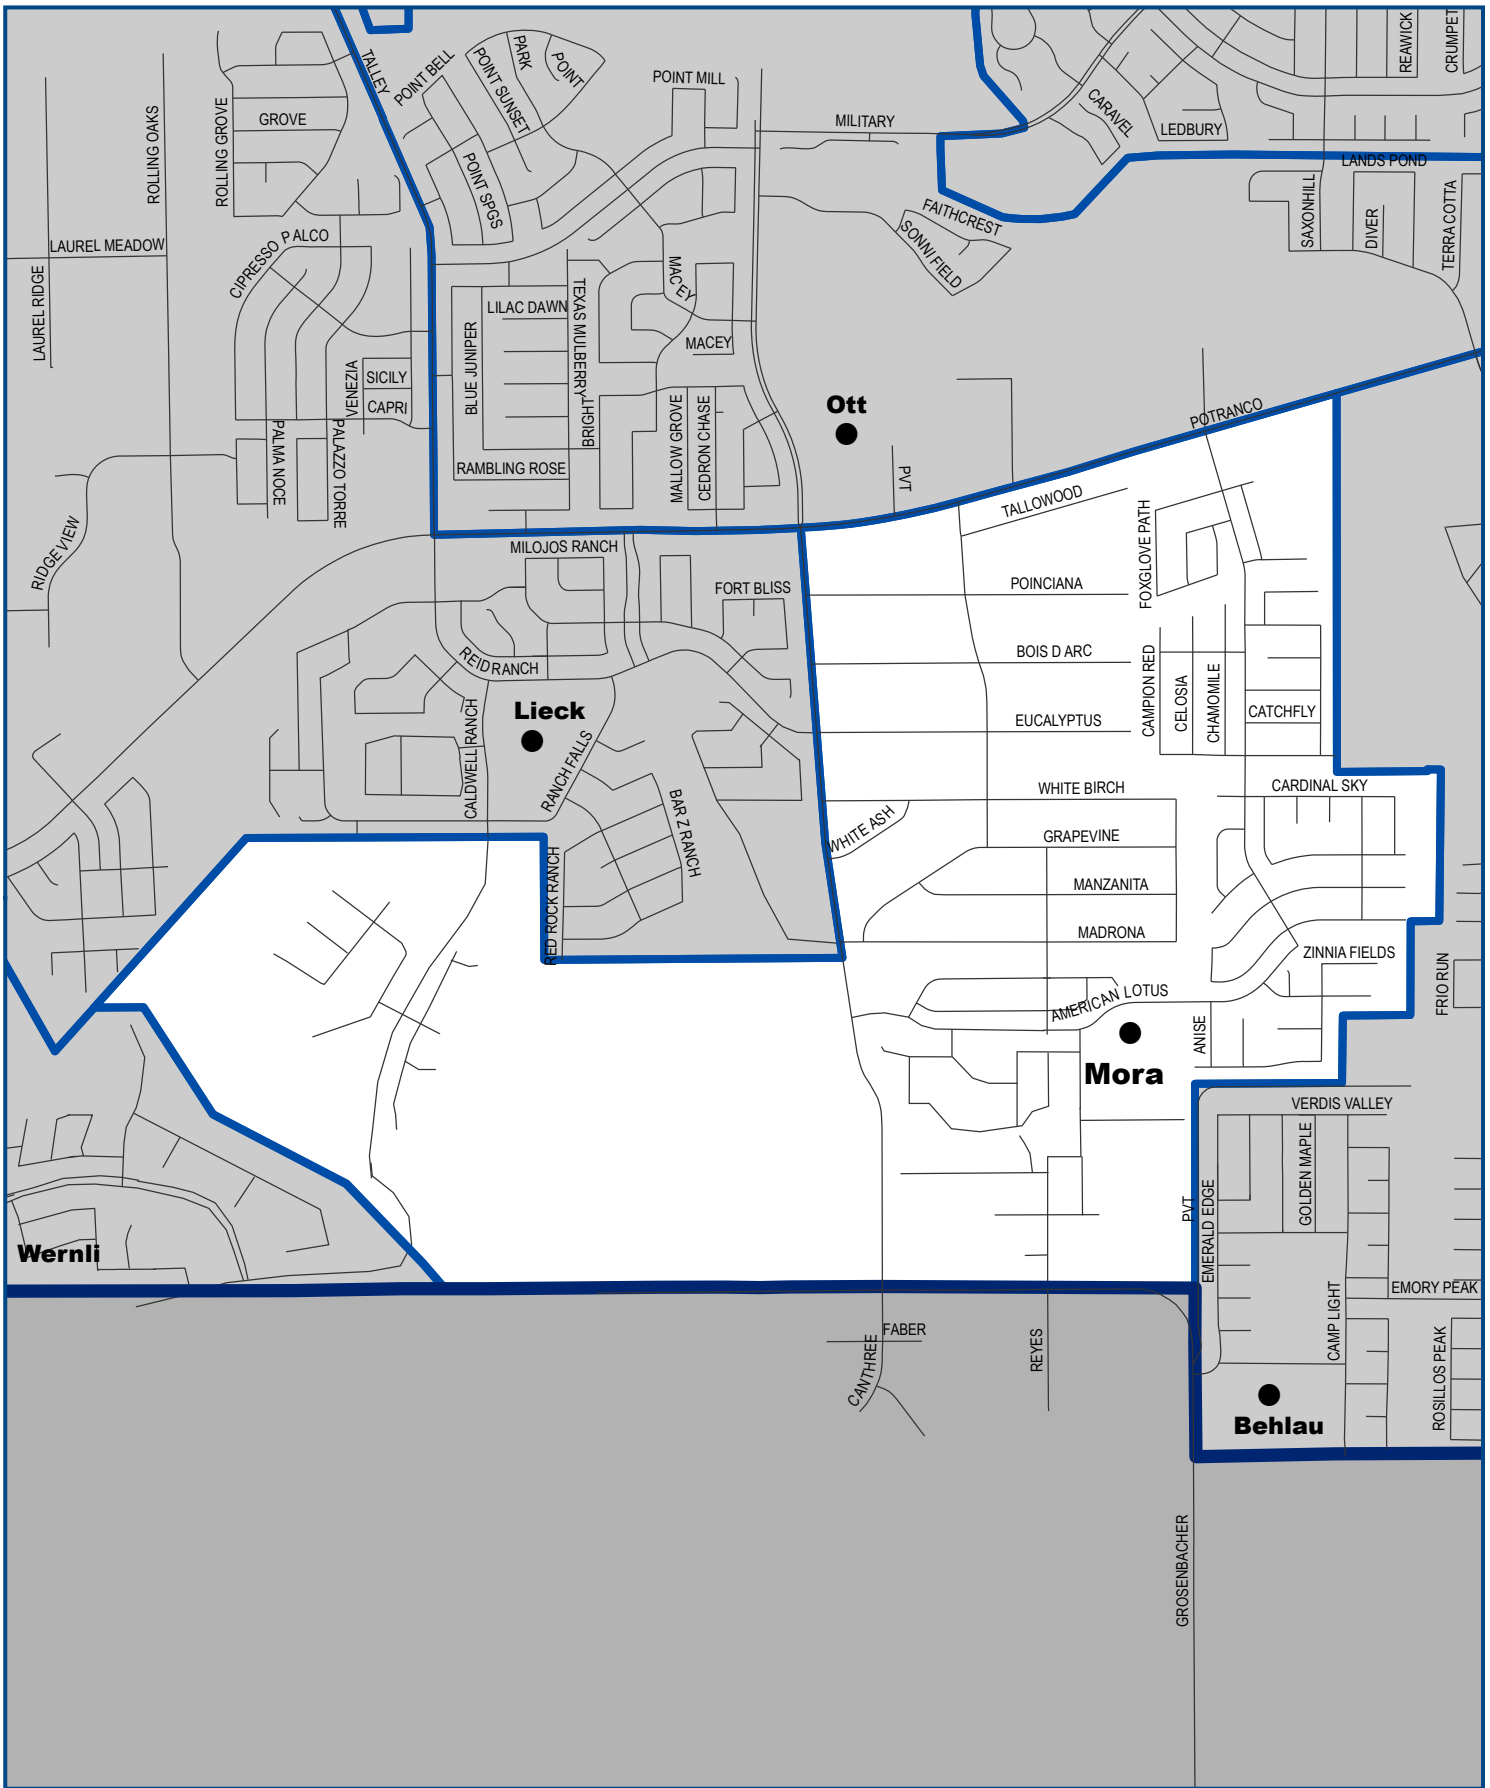 REAWICK
CRUMPET
TALLEY
POINT BELL
POINT SUNSET
PARK
POINT
POINT MILL
ROLLING OAKS
ROLLING GROVE
GROVE
MILITARY
CARAVEL
LEDBURY
LANDS POND
POINT SPGS
SAXONHILL
DIVER
TERRA COTTA
FAITHCREST
SONNI FIELD
LAUREL MEADOW
LAUREL RIDGE
CIPRESSO
PALCO
MACEY
LILAC DAWN
TEXAS MULBERRY
BLUE JUNIPER
MACEY
VENEZIA
SICILY
CAPRI
BRIGHT
MALLOW GROVE
CEDRON CHASE
Ott
POTRANCO
PALMA NOCE
PALAZZO TORRE
RAMBLING ROSE
PVT
TALLOWOOD
FOXGLOVE PATH
RIDGE VIEW
MILOJOS RANCH
FORT BLISS
POINCIANA
REID RANCH
BOIS D ARC
CAMPION RED
CELOSIA
CHAMOMILE
CATCHFLY
Lieck
CALDWELL RANCH
RANCH FALLS
EUCALYPTUS
BAR Z RANCH
WHITE BIRCH
CARDINAL SKY
WHITE ASH
GRAPEVINE
MANZANITA
RED ROCK RANCH
MADRONA
ZINNIA FIELDS
FRIO RUN
AMERICAN LOTUS
ANISE
Mora
VERDIS VALLEY
GOLDEN MAPLE
PVT
EMERALD EDGE
Wernli
CAMP LIGHT
EMORY PEAK
FABER
CANTHREE
REYES
ROSILLOS PEAK
Behlau
GROSENBACHER